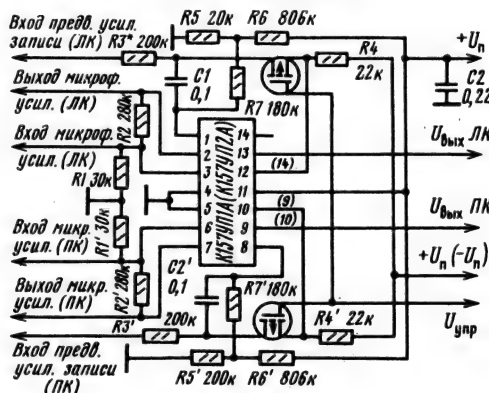 Вход предв. усил.
записи (ЛК)
R3* 200к
R5 20к
R6 806к
R4
22к
+Uп
C1
0,1
R7 180к
C2
0,22
Выход микроф.
усил. (ЛК)
R2 280к
Вход микроф.
усил. (ЛК)
R1 30к
R1' 30к
1
2
3
4
5
6
7
К157УП1А(К157УП2А)
14
13
12
11
10
9
8
(14)
(9)
(10)
Uвых ЛК
Uвых ПК
+Uп (-Uп)
Uупр
Вход микр.
усил. (ПК)
R2' 280к
Выход микр.
усил. (ПК)
R3'
200к
C2'
0,1
R7' 180к
R4' 22к
Вход предв.
усил. записи
(ПК)
R5' 200к
R6' 806к